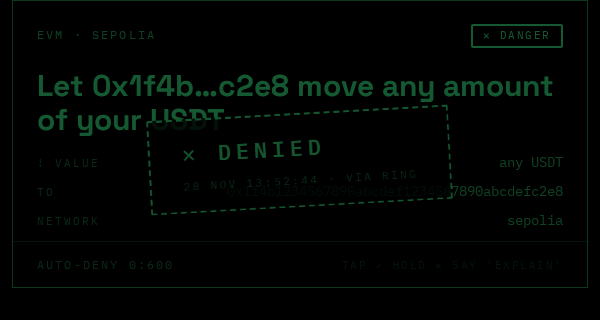 EVM · SEPOLIA
× DANGER
Let 0x1f4b…c2e8 move any amount
of your USDT
× DENIED
28 NOV 13:52:44 · VIA RING
VALUE
any USDT
TO
7890abcdefc2e8
NETWORK
sepolia
AUTO-DENY 0:600
TAP HOLD SAY "EXPLAIN"